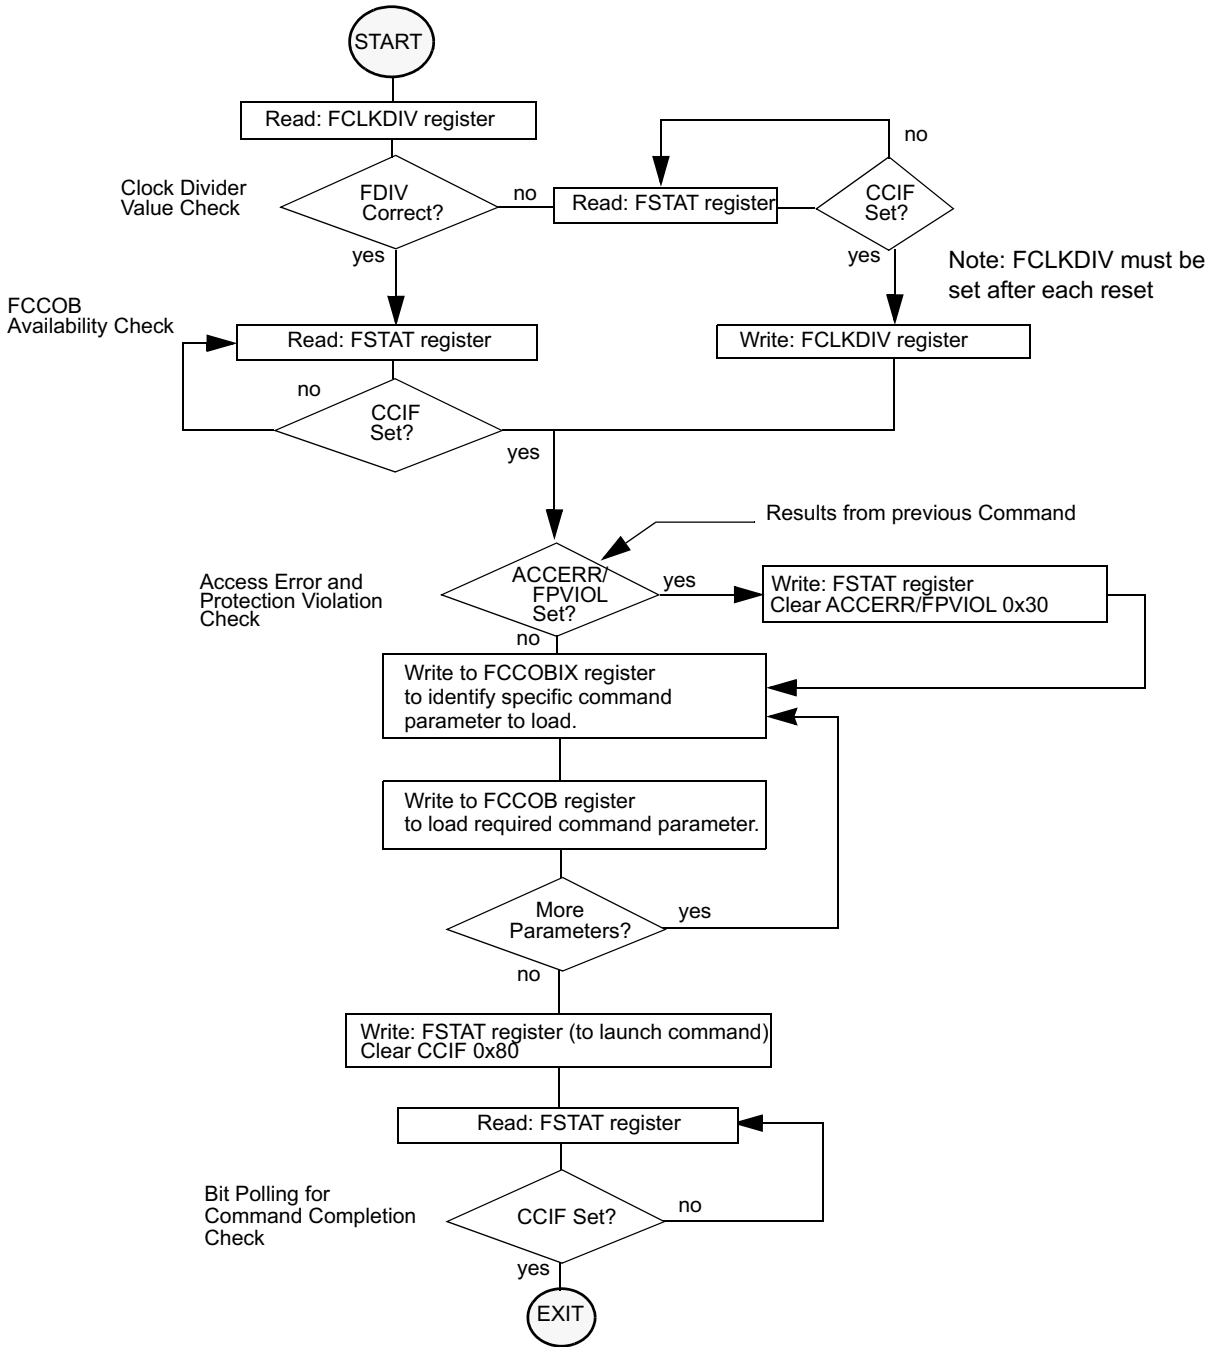 START
Read: FCLKDIV register
no
Clock Divider
Value Check
FDIV
Correct?
no
Read: FSTAT register
CCIF
Set?
yes
yes
Note: FCLKDIV must be
set after each reset
FCCOB
Availability Check
Read: FSTAT register
Write: FCLKDIV register
no
CCIF
Set?
yes
Results from previous Command
Access Error and
Protection Violation
Check
ACCERR/
FPVIOL
Set?
yes
Write: FSTAT register
Clear ACCERR/FPVIOL 0x30
no
Write to FCCOBIX register
to identify specific command
parameter to load.
Write to FCCOB register
to load required command parameter.
More
Parameters?
yes
no
Write: FSTAT register (to launch command)
Clear CCIF 0x80
Read: FSTAT register
Bit Polling for
Command Completion
Check
CCIF Set?
no
yes
EXIT